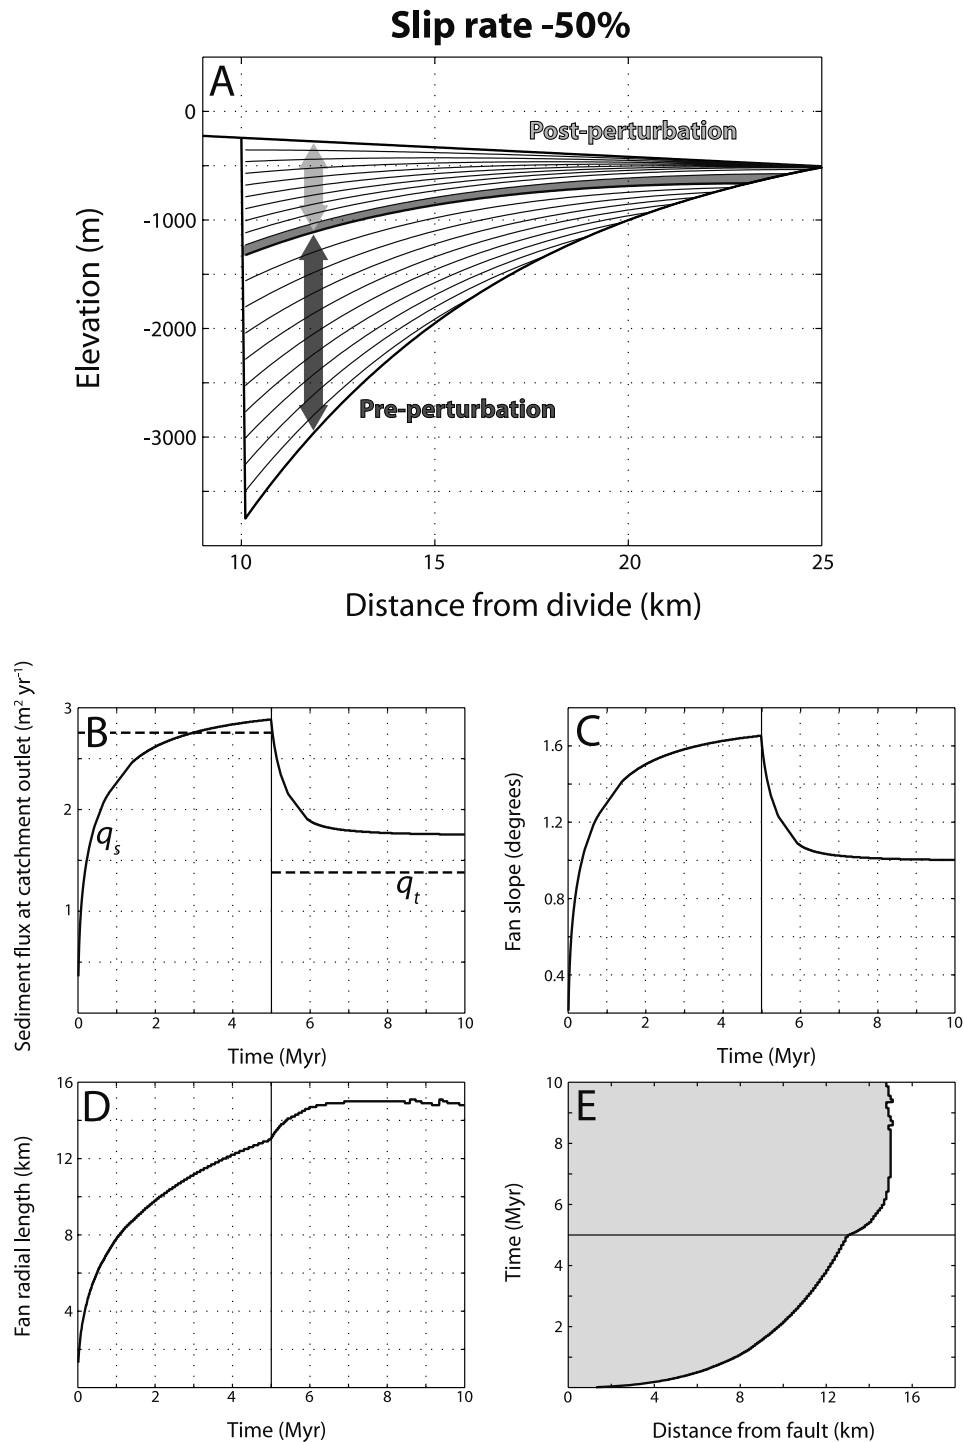 Slip rate -50%
A
Post-perturbation
Pre-perturbation
Elevation (m)
0
-1000
-2000
-3000
10 15 20 25
Distance from divide (km)
B
Sediment flux at catchment outlet (m² yr⁻¹)
3
2
1
qₛ
qₜ
0 2 4 6 8 10
Time (Myr)
C
Fan slope (degrees)
1.6
1.2
0.8
0.4
0 2 4 6 8 10
Time (Myr)
D
Fan radial length (km)
16
12
8
4
0 2 4 6 8 10
Time (Myr)
E
Time (Myr)
10
8
6
4
2
0 4 8 12 16
Distance from fault (km)